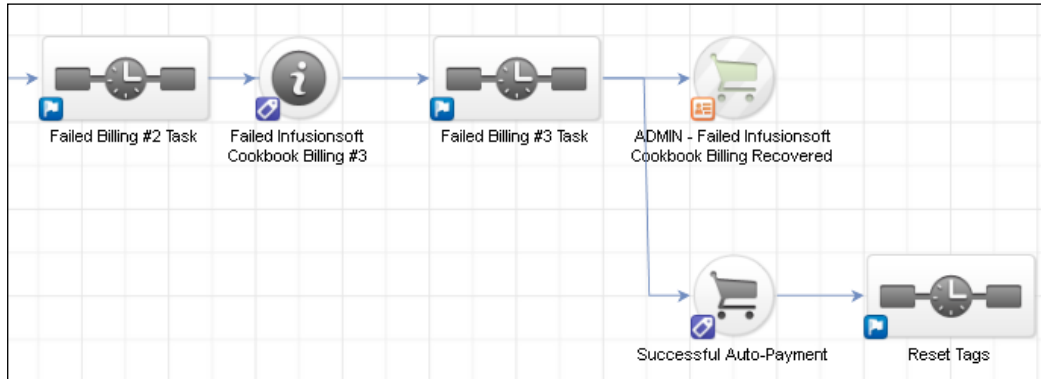 Failed Billing #2 Task
Failed Infusionsoft
Cookbook Billing #3
Failed Billing #3 Task
ADMIN - Failed Infusionsoft
Cookbook Billing Recovered
Successful Auto-Payment
Reset Tags